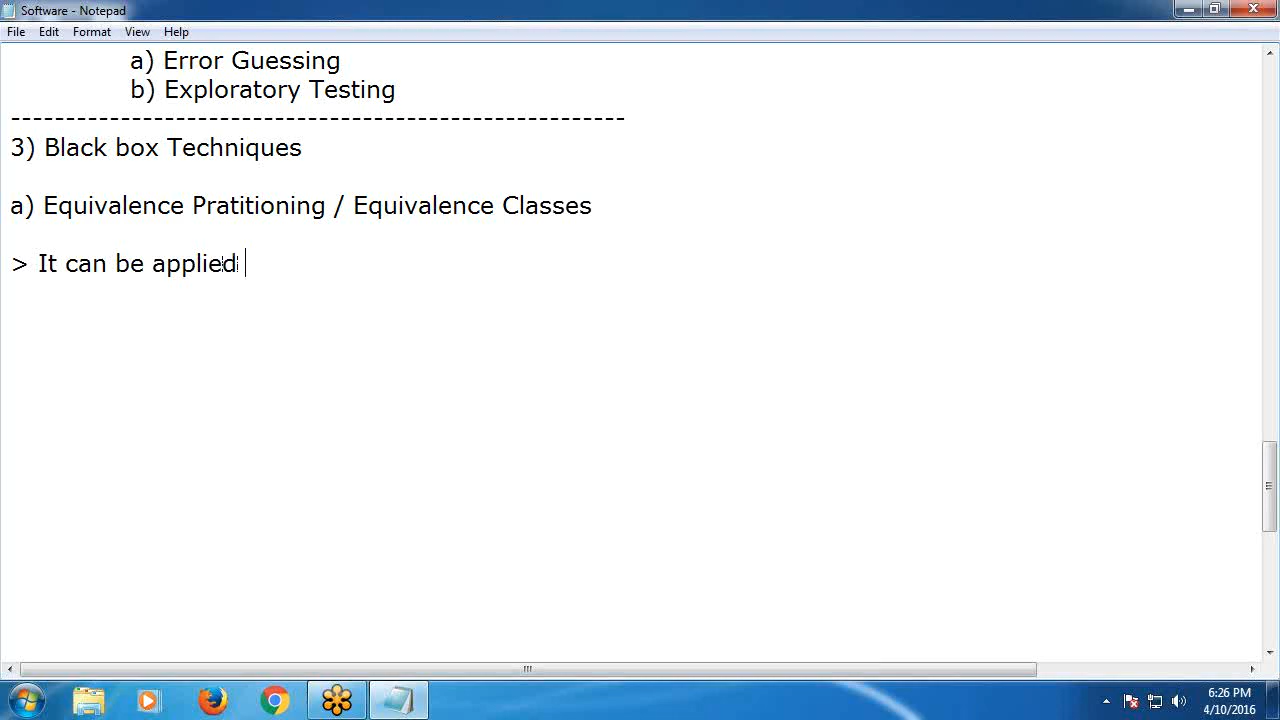 Software - Notepad
File Edit Format View Help
a) Error Guessing
b) Exploratory Testing
--------------------------------------------------------
3) Black box Techniques
a) Equivalence Pratitioning / Equivalence Classes
> It can be applied
6:26 PM
4/10/2016